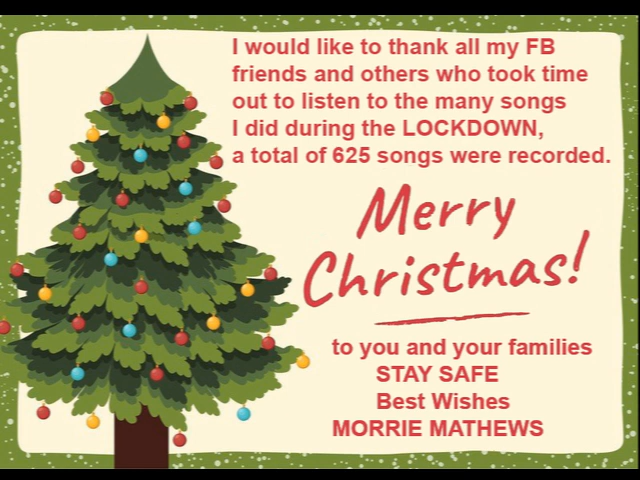 I would like to thank all my FB
friends and others who took time
out to listen to the many songs
I did during the LOCKDOWN,
a total of 625 songs were recorded.
Merry
Christmas!
to you and your families
STAY SAFE
Best Wishes
MORRIE MATHEWS